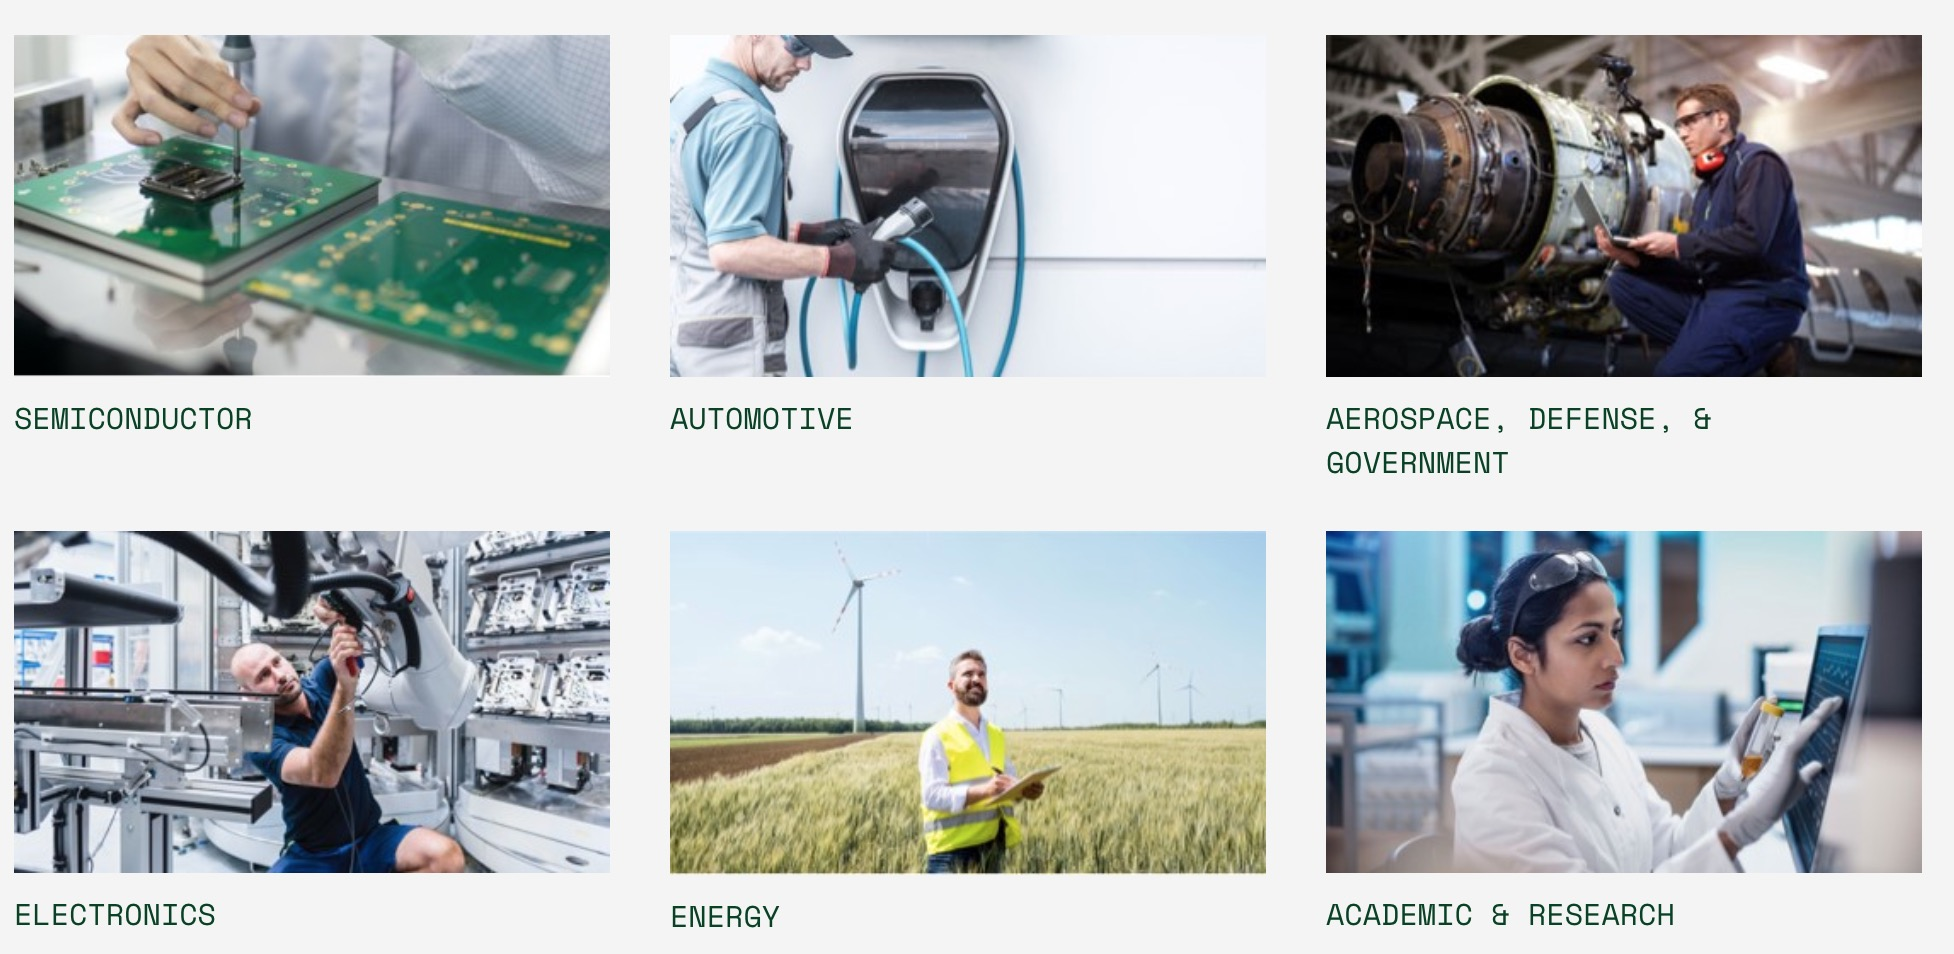 SEMICONDUCTOR
AUTOMOTIVE
AEROSPACE, DEFENSE, &
GOVERNMENT
ELECTRONICS
ENERGY
ACADEMIC & RESEARCH